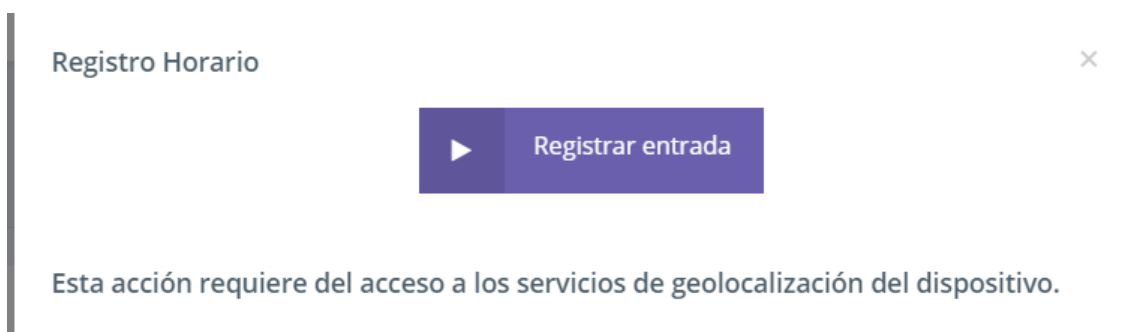 Registro Horario
Registrar entrada
Esta acción requiere del acceso a los servicios de geolocalización del dispositivo.